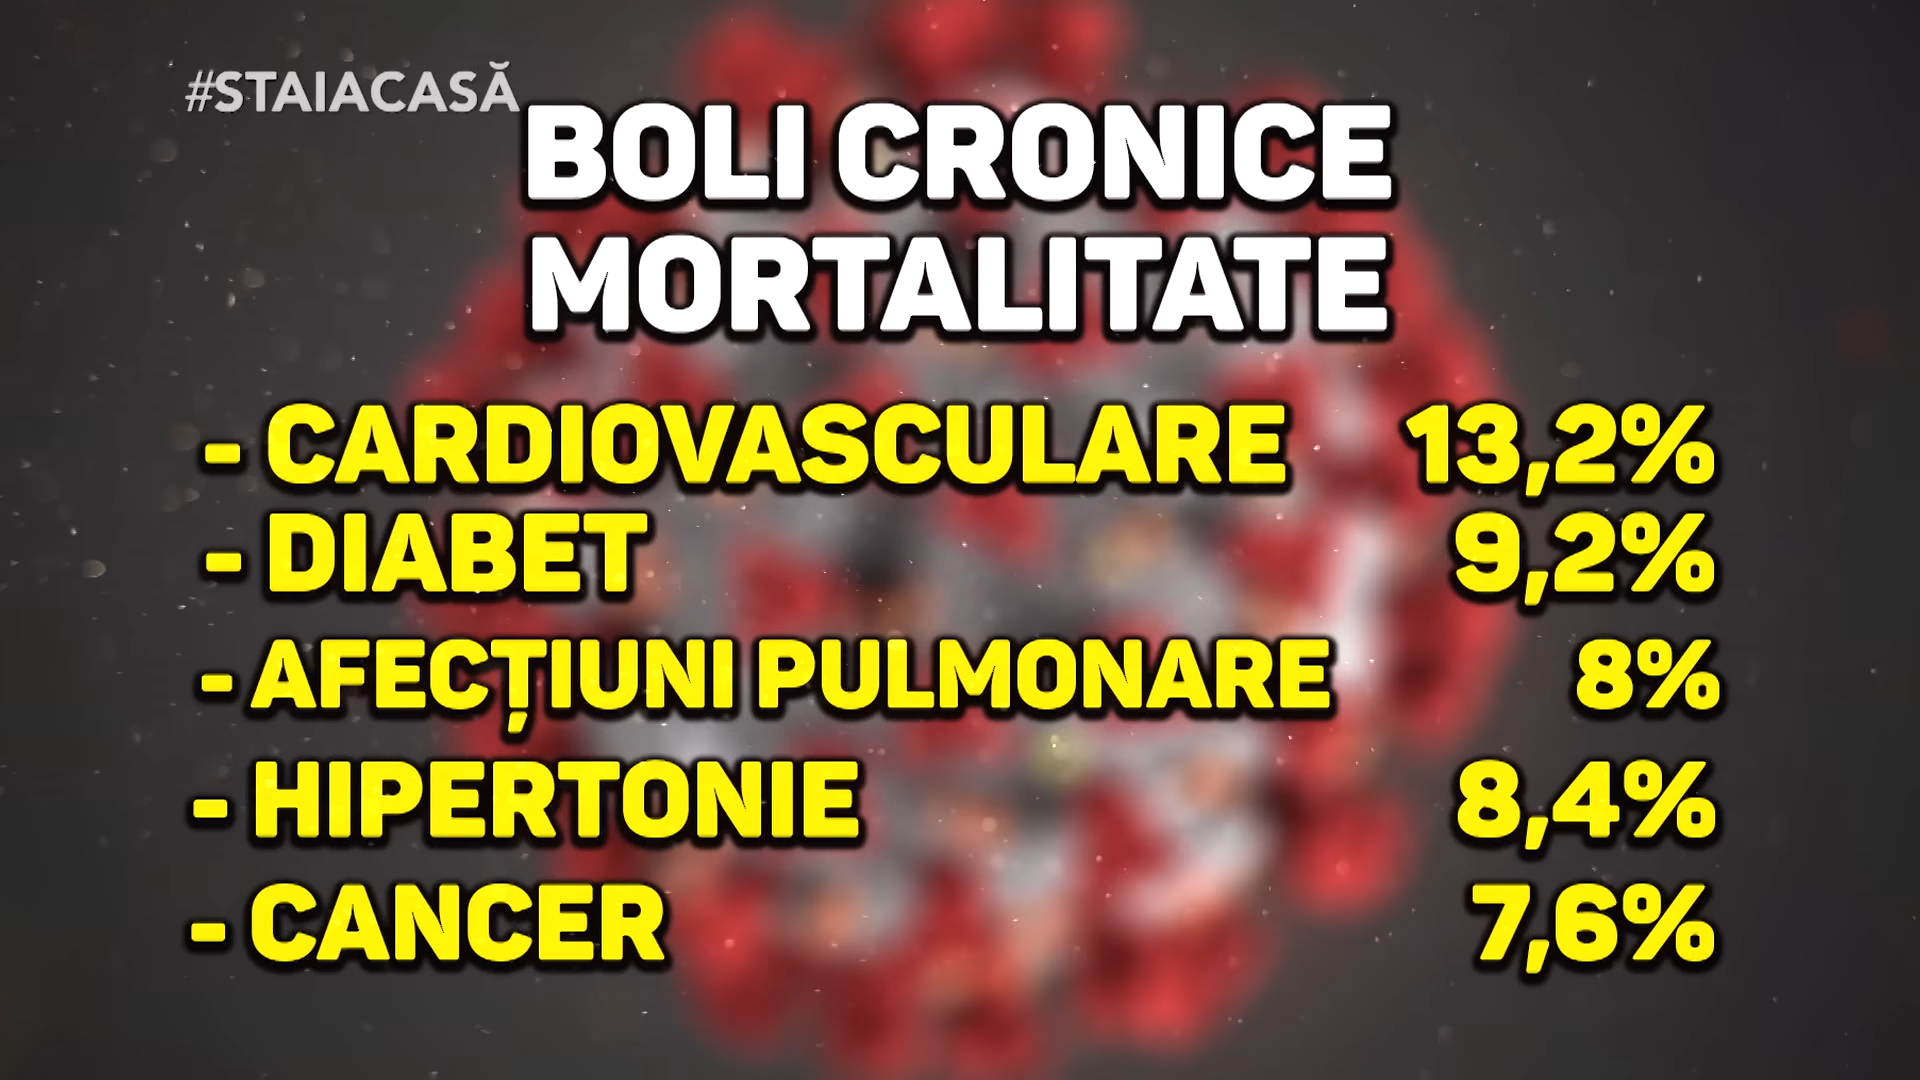 #STAIACASĂ
BOLI CRONICE
MORTALITATE
- CARDIOVASCULARE 13,2%
- DIABET 9,2%
- AFECȚIUNI PULMONARE 8%
- HIPERTONIE 8,4%
- CANCER 7,6%